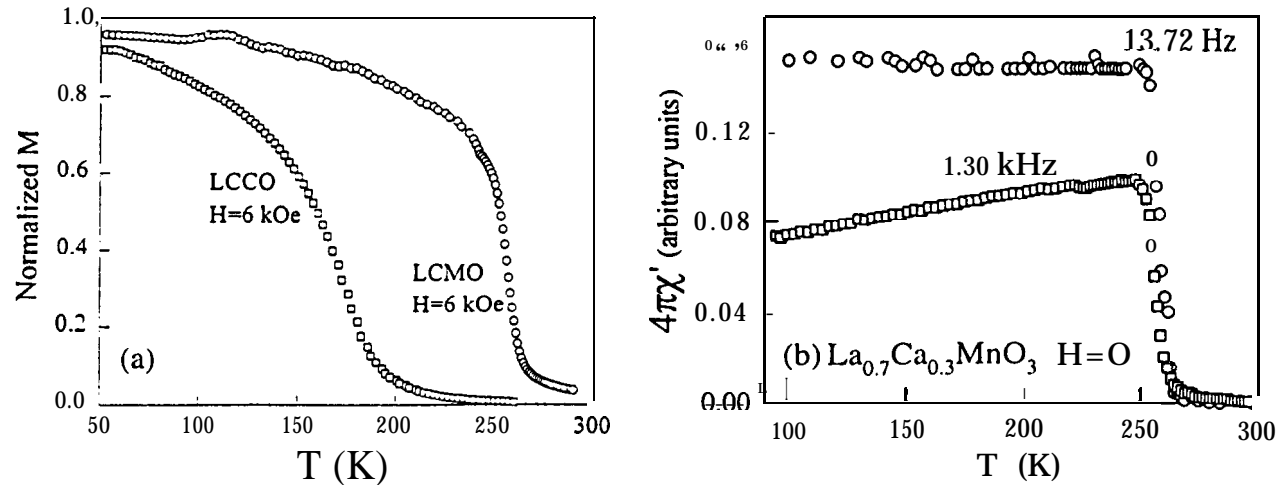 1.0
0.8
0.6
0.4
0.2
0.0
Normalized M
LCCO
H=6 kOe
LCMO
H=6 kOe
(a)
50 100 150 200 250 300
T (K)
0.12
0.08
0.04
0.00
4πχ' (arbitrary units)
13.72 Hz
1.30 kHz
(b) La0.7Ca0.3MnO3 H=O
100 150 200 250 300
T (K)